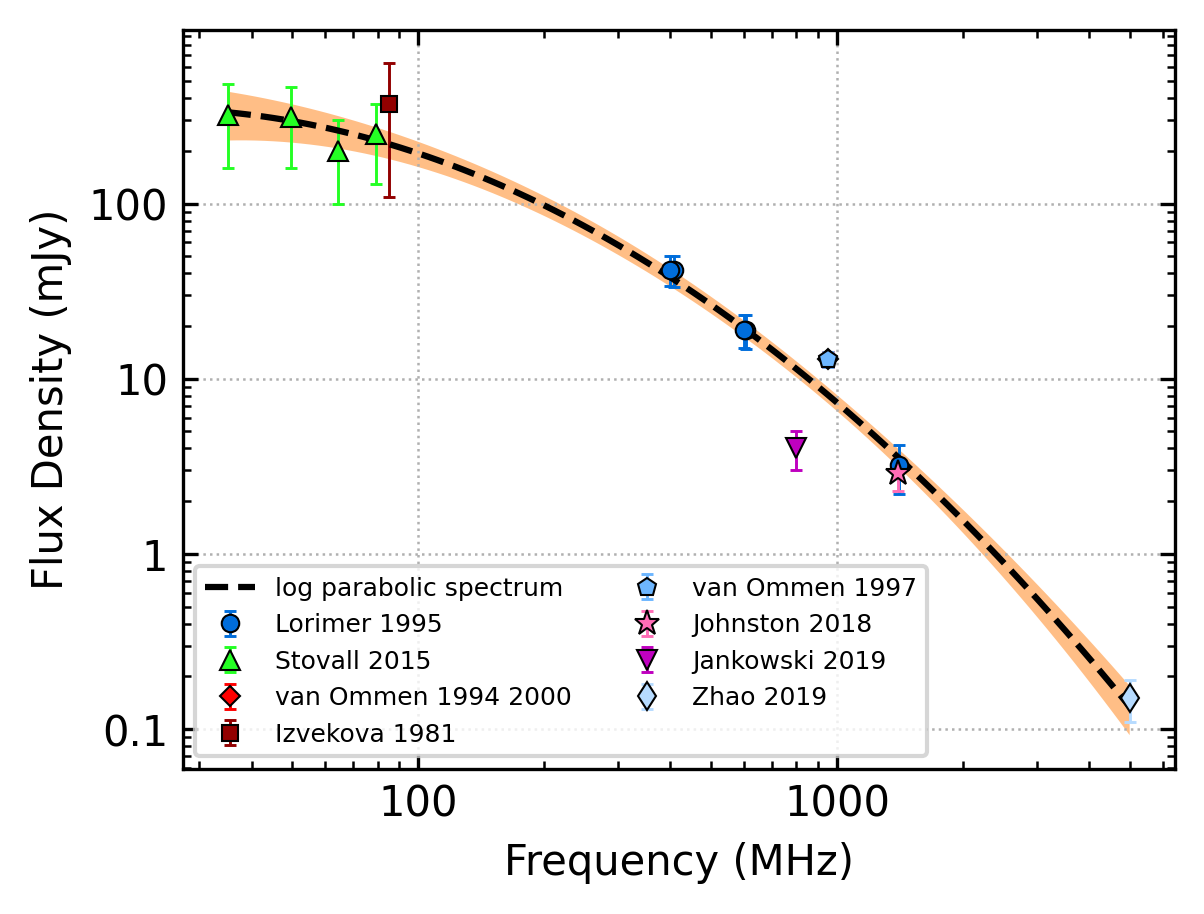 Flux Density (mJy)
100
10
1
0.1
log parabolic spectrum
Lorimer 1995
Stovall 2015
van Ommen 1994 2000
Izvekova 1981
van Ommen 1997
Johnston 2018
Jankowski 2019
Zhao 2019
100
1000
Frequency (MHz)